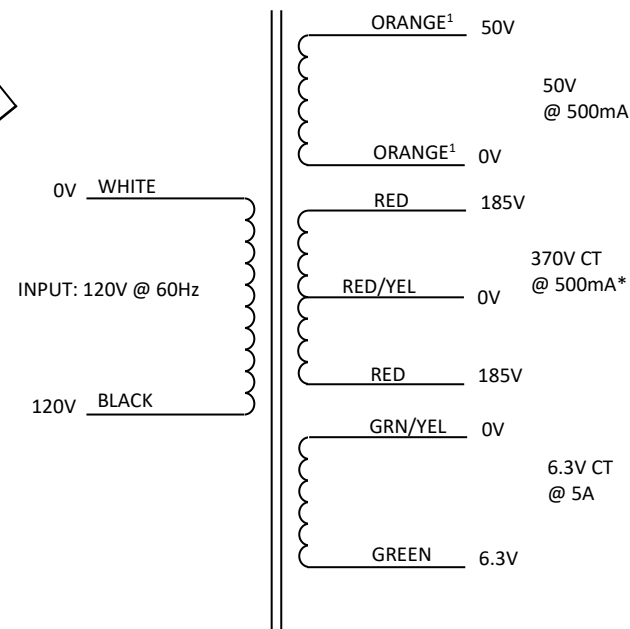 ORANGE¹ 50V
50V
@ 500mA
ORANGE¹ 0V
0V WHITE
INPUT: 120V @ 60Hz
120V BLACK
RED 185V
370V CT
@ 500mA*
RED/YEL 0V
RED 185V
GRN/YEL 0V
6.3V CT
@ 5A
GREEN 6.3V